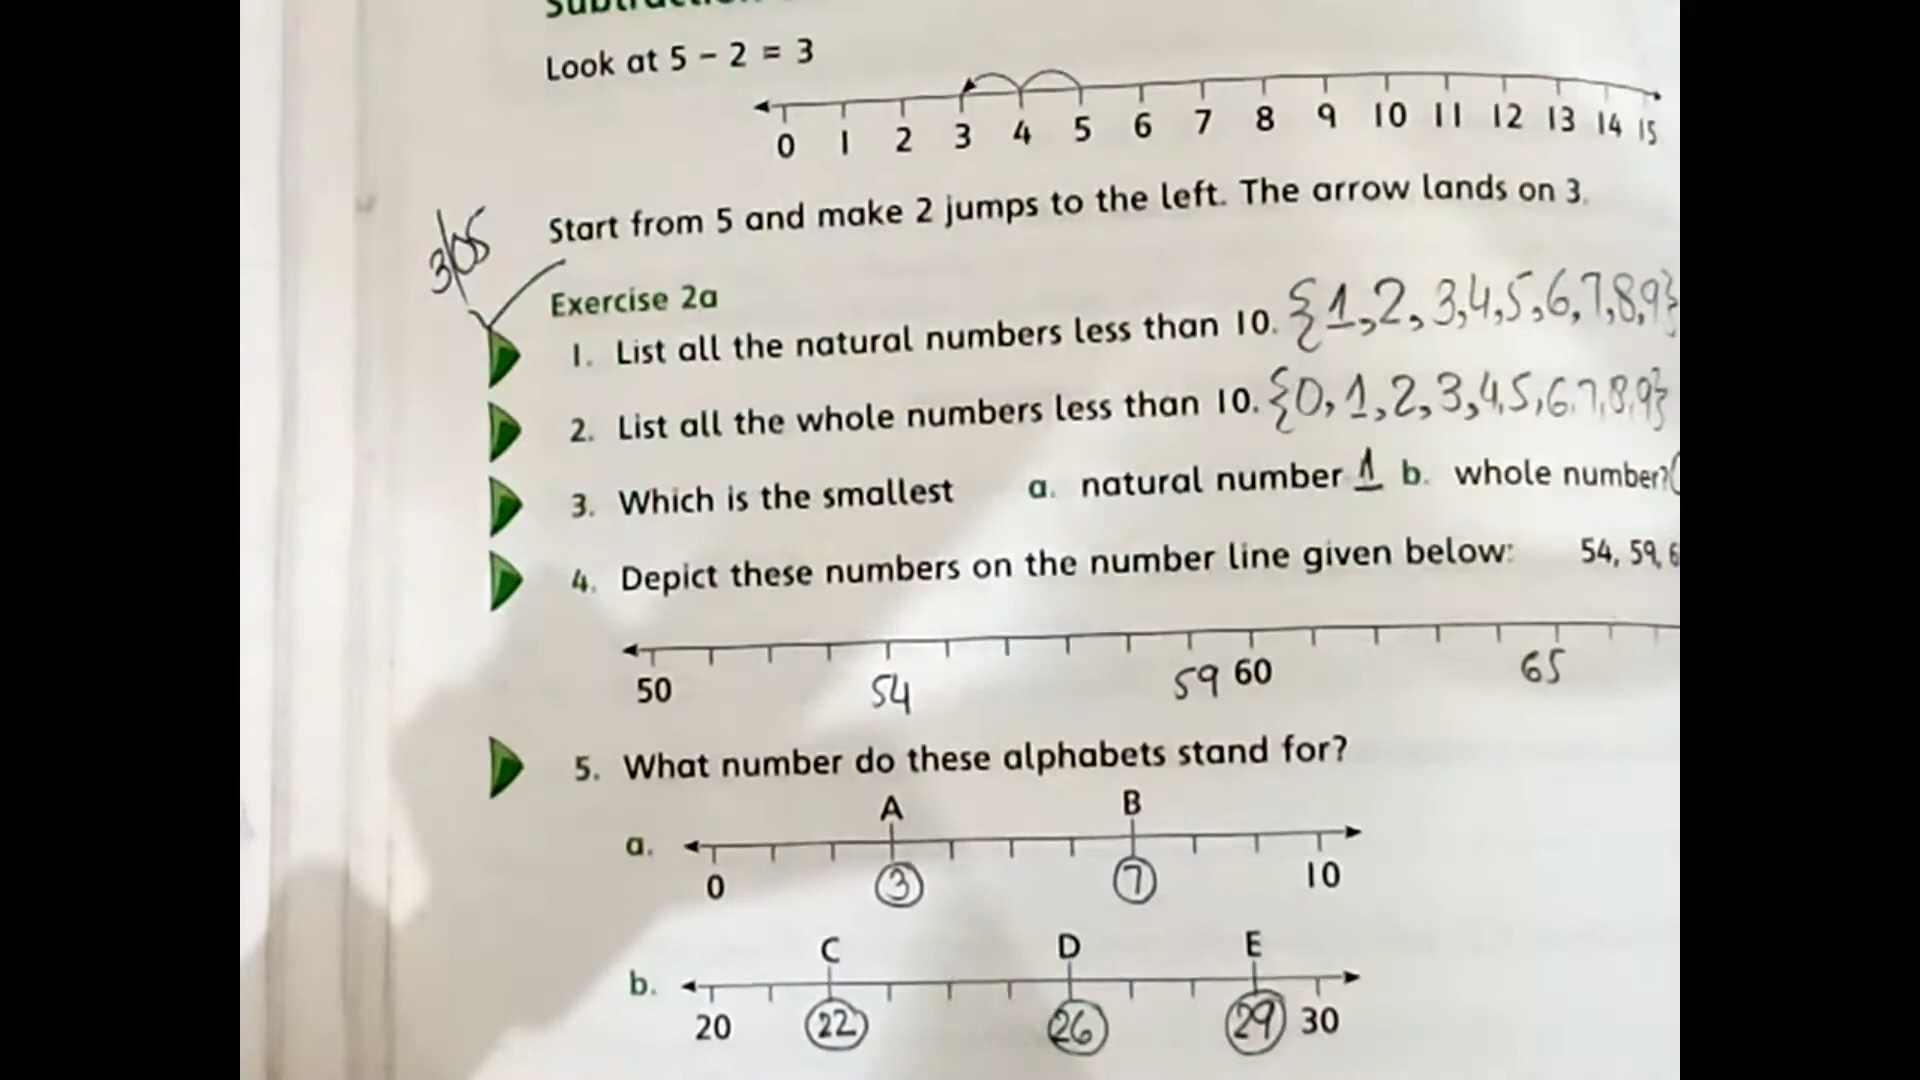 Look at 5 - 2 = 3
0 1 2 3 4 5 6 7 8 9 10 11 12 13 14 15
Start from 5 and make 2 jumps to the left. The arrow lands on 3.
Exercise 2a
1. List all the natural numbers less than 10. {1,2,3,4,5,6,7,8,9}
2. List all the whole numbers less than 10. {0,1,2,3,4,5,6,7,8,9}
3. Which is the smallest a. natural number 1 b. whole number?
4. Depict these numbers on the number line given below: 54, 59,
50 54 59 60 65
5. What number do these alphabets stand for?
A B
a.
0 3 7 10
C D E
b.
20 22 26 29 30